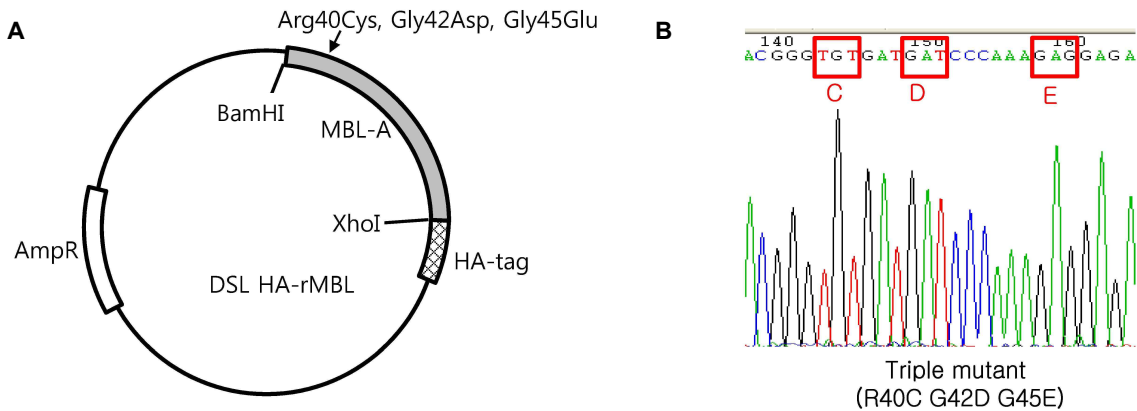 A
Arg40Cys, Gly42Asp, Gly45Glu
BamHI
MBL-A
XhoI
AmpR
HA-tag
DSL HA-rMBL
B
140 150 160
ACGGGTGTGATGATCCCAAAGAGGAGA
C D E
Triple mutant
(R40C G42D G45E)